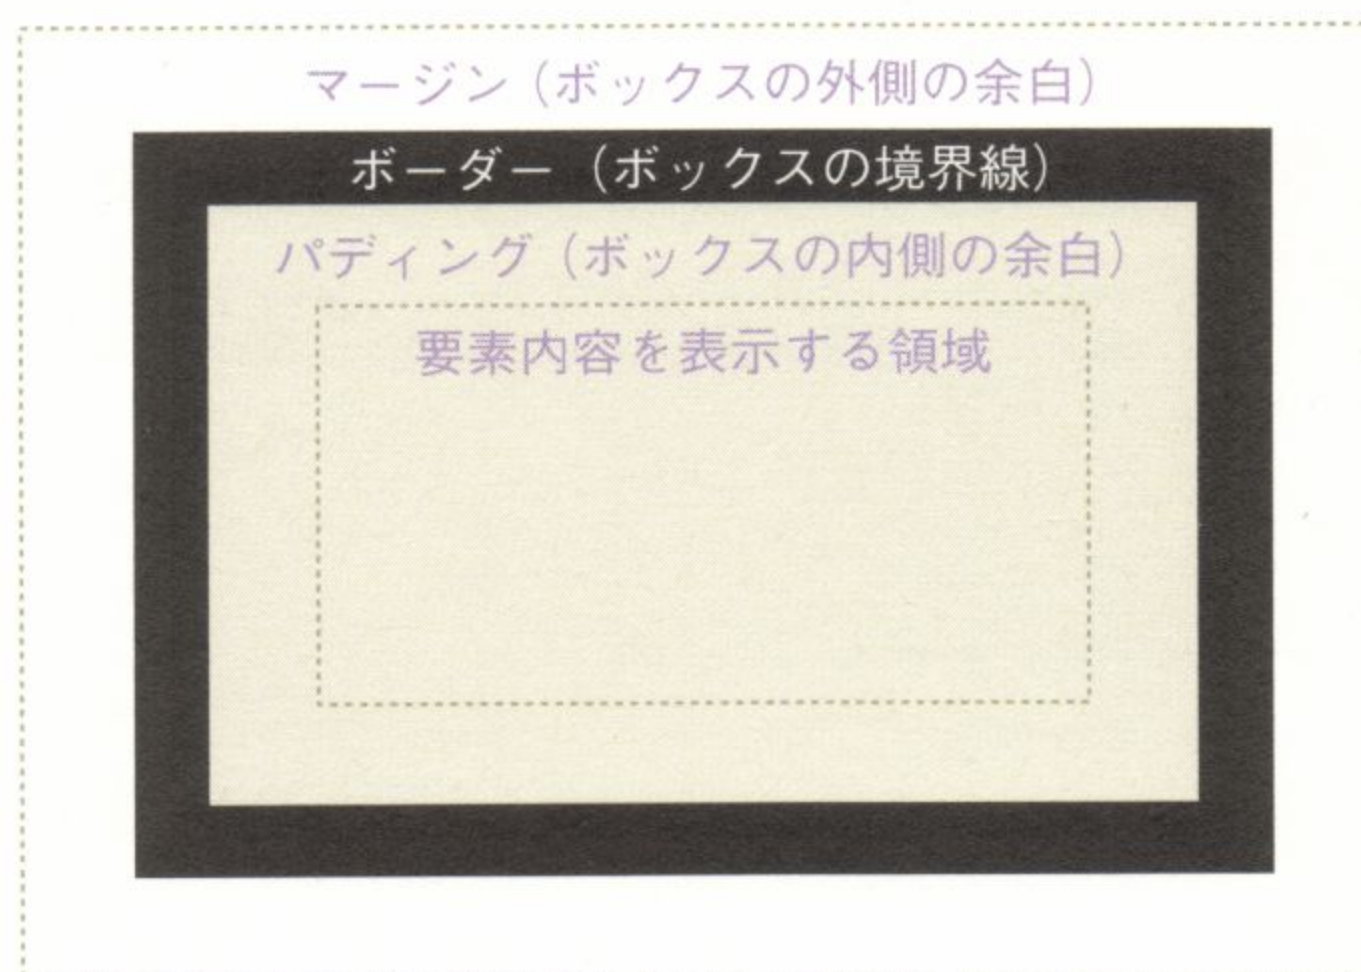 マージン（ボックスの外側の余白）
ボーダー（ボックスの境界線）
パディング（ボックスの内側の余白）
要素内容を表示する領域